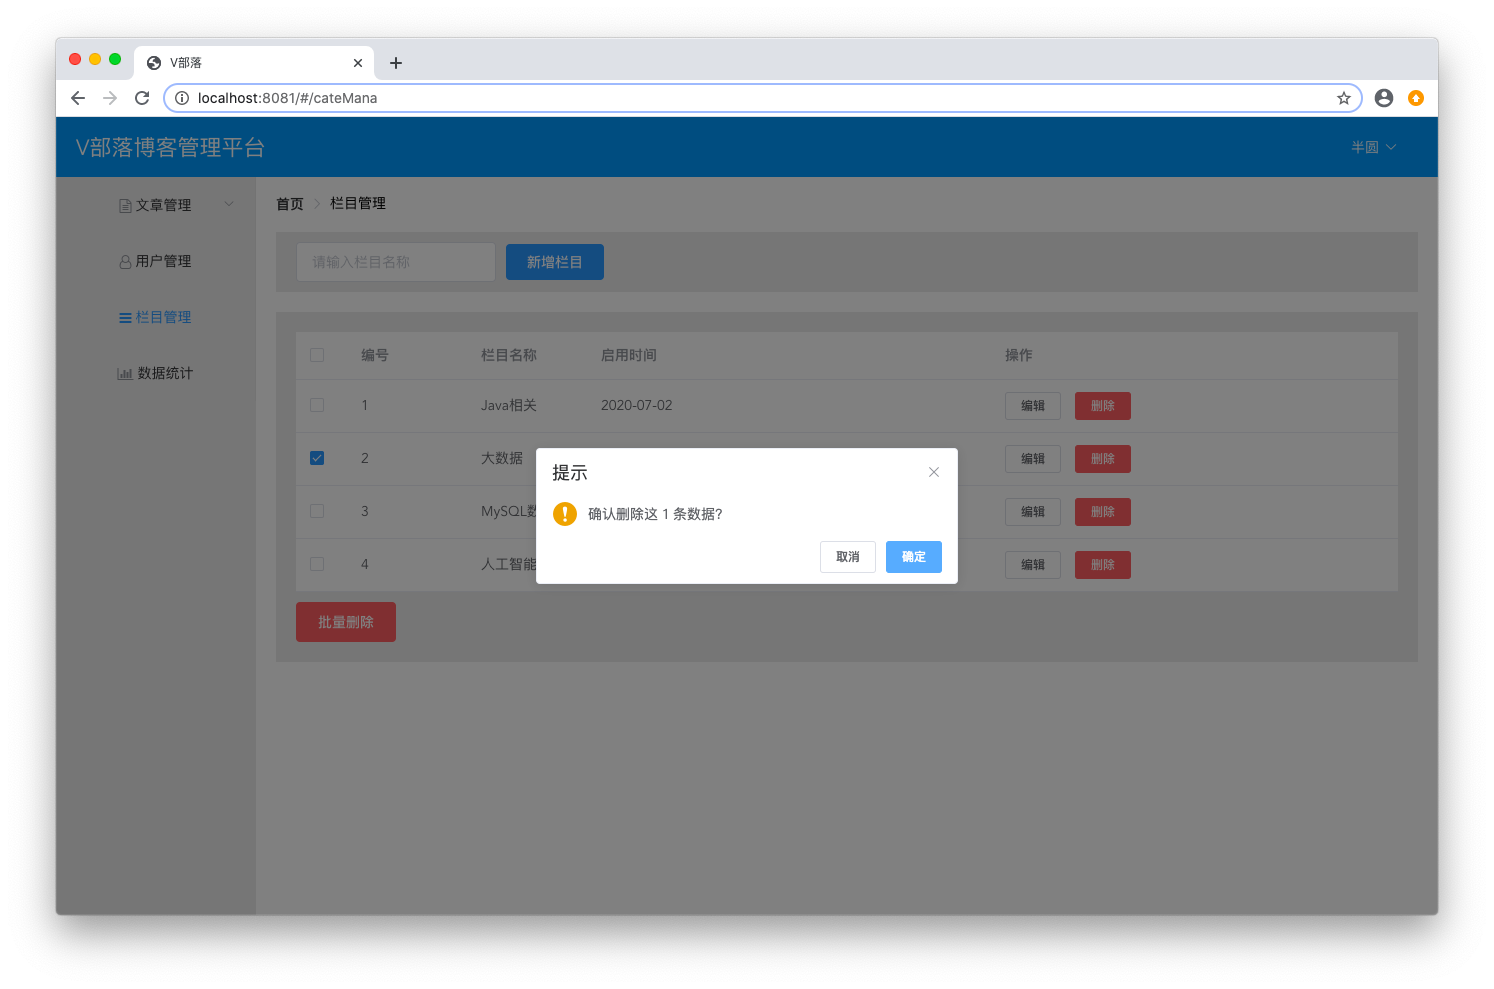 V部落
localhost:8081/#/cateMana
V部落博客管理平台
半圆
文章管理
用户管理
栏目管理
数据统计
首页 栏目管理
请输入栏目名称 新增栏目
编号 栏目名称 启用时间 操作
1 Java相关 2020-07-02 编辑 删除
2 大数据 编辑 删除
3 MySQL数 编辑 删除
4 人工智能 编辑 删除
批量删除
提示
确认删除这 1 条数据?
取消 确定